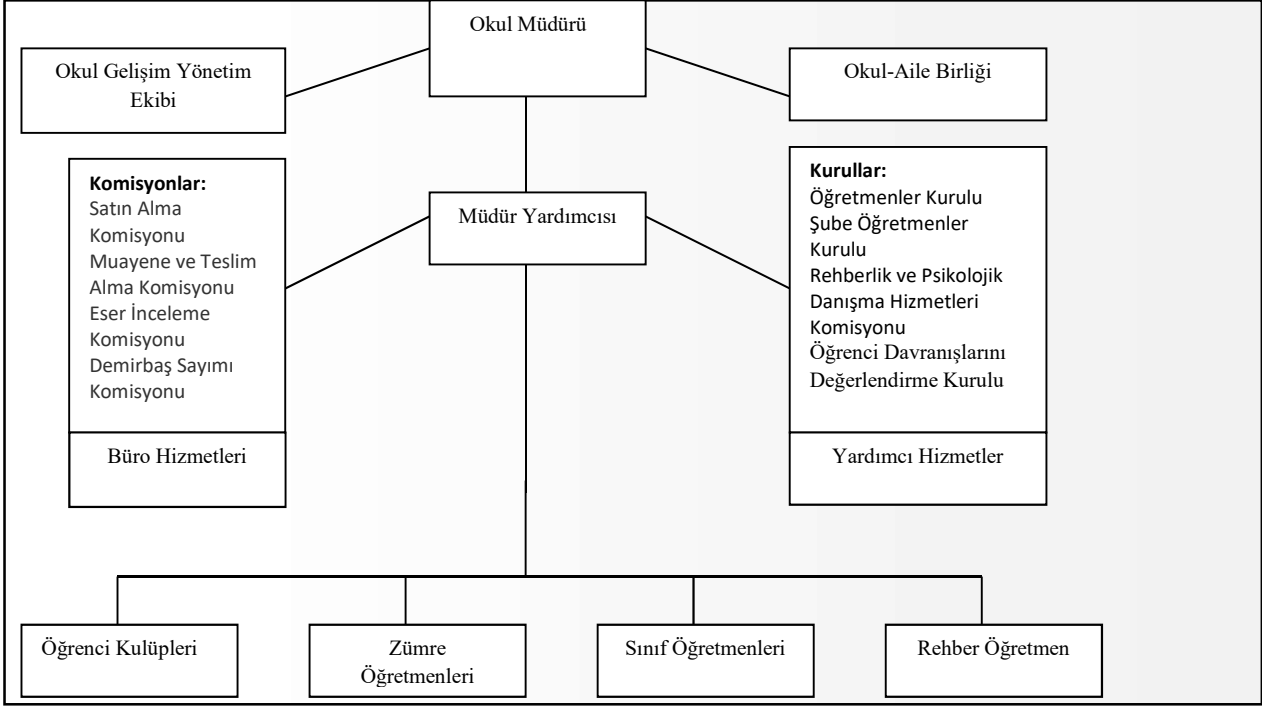 Okul Müdürü
Okul Gelişim Yönetim
Ekibi
Okul-Aile Birliği
Komisyonlar:
Satın Alma
Komisyonu
Muayene ve Teslim
Alma Komisyonu
Eser İnceleme
Komisyonu
Demirbaş Sayımı
Komisyonu
Müdür Yardımcısı
Kurullar:
Öğretmenler Kurulu
Şube Öğretmenler
Kurulu
Rehberlik ve Psikolojik
Danışma Hizmetleri
Komisyonu
Öğrenci Davranışlarını
Değerlendirme Kurulu
Büro Hizmetleri
Yardımcı Hizmetler
Öğrenci Kulüpleri
Zümre
Öğretmenleri
Sınıf Öğretmenleri
Rehber Öğretmen